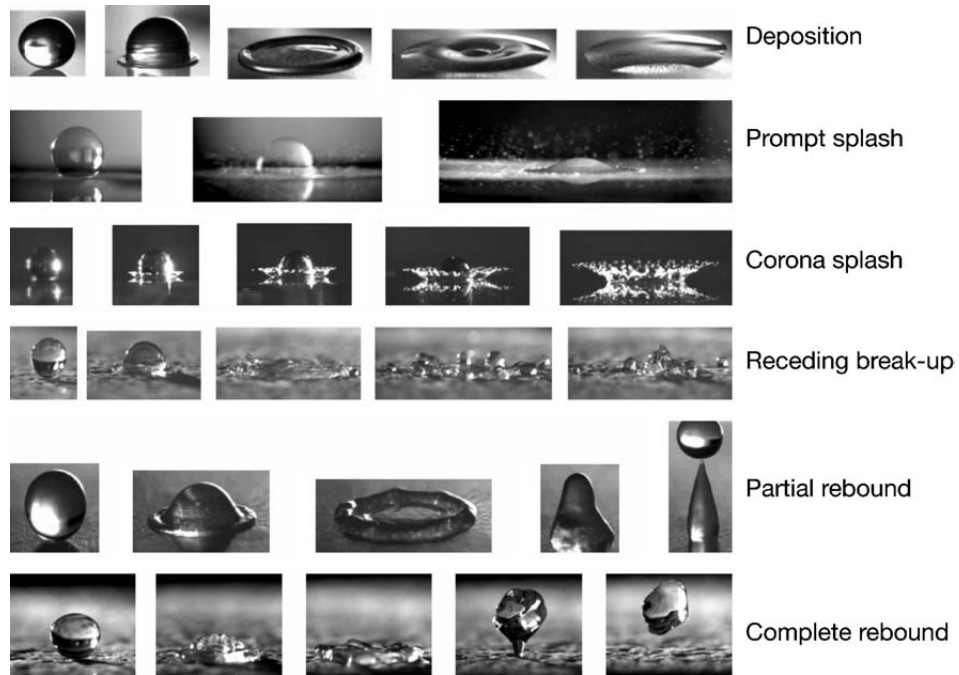 Deposition
Prompt splash
Corona splash
Receding break-up
Partial rebound
Complete rebound